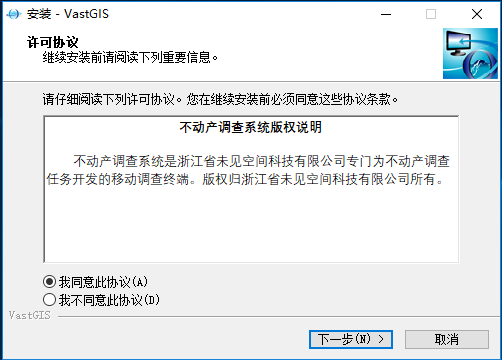 安装 - VastGIS
许可协议
继续安装前请阅读下列重要信息。
请仔细阅读下列许可协议。您在继续安装前必须同意这些协议条款。
不动产调查系统版权说明
不动产调查系统是浙江省未见空间科技有限公司专门为不动产调查
任务开发的移动调查终端。版权归浙江省未见空间科技有限公司所有。
我同意此协议(A)
我不同意此协议(D)
VastGIS
下一步(N) >
取消